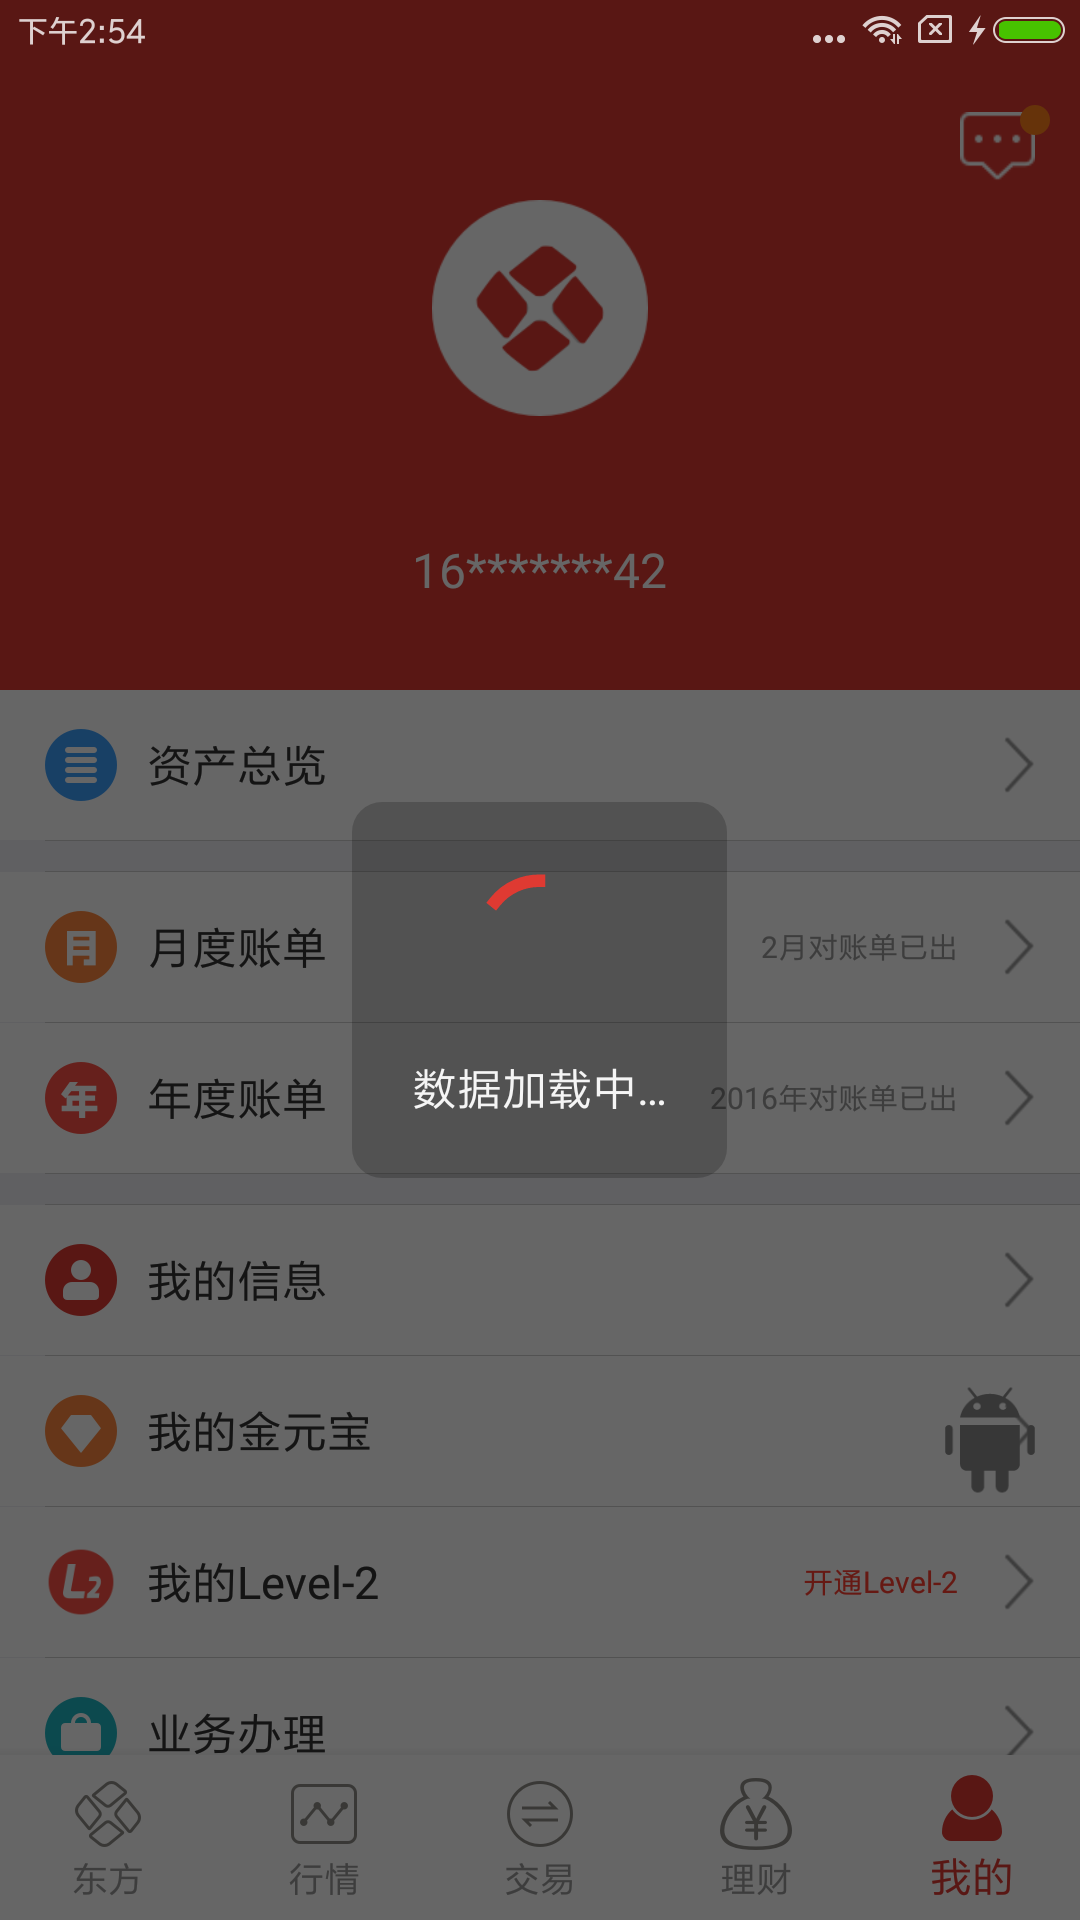 下午2:54
16*******42
资产总览
月度账单 2月对账单已出
年度账单 2016年对账单已出
数据加载中...
我的信息
我的金元宝
我的Level-2 开通Level-2
业务办理
东方 行情 交易 理财 我的